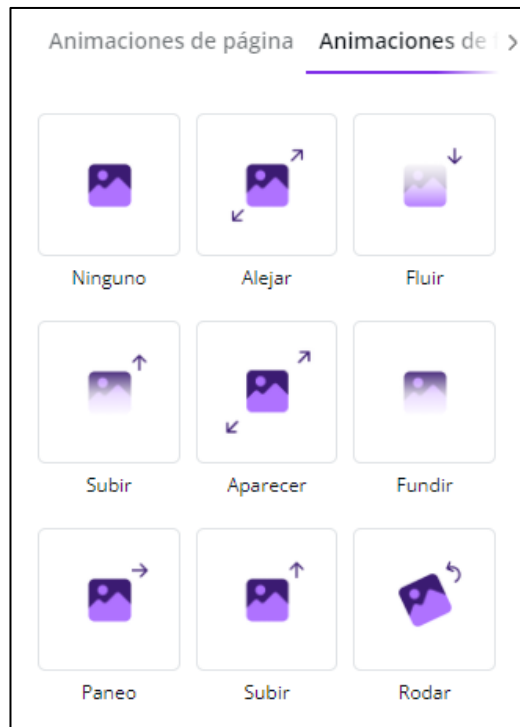 Animaciones de página Animaciones de
Ninguno Alejar Fluir
Subir Aparecer Fundir
Paneo Subir Rodar